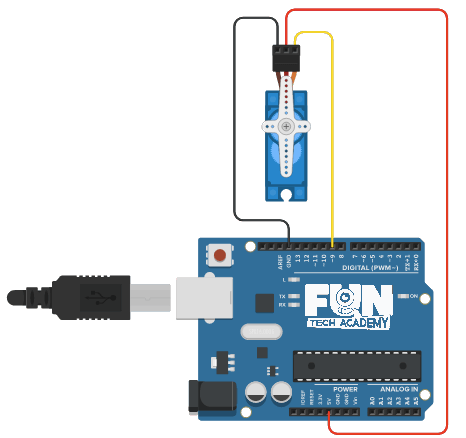 AREF
GND
13
12
~11
~10
~9
8
7
~6
~5
4
~3
2
TX→1
RX←0
DIGITAL (PWM~)
L
TX
RX
FUN
TECH ACADEMY
ON
POWER
ANALOG IN
IOREF
RESET
3.3V
5V
GND
GND
Vin
A0
A1
A2
A3
A4
A5